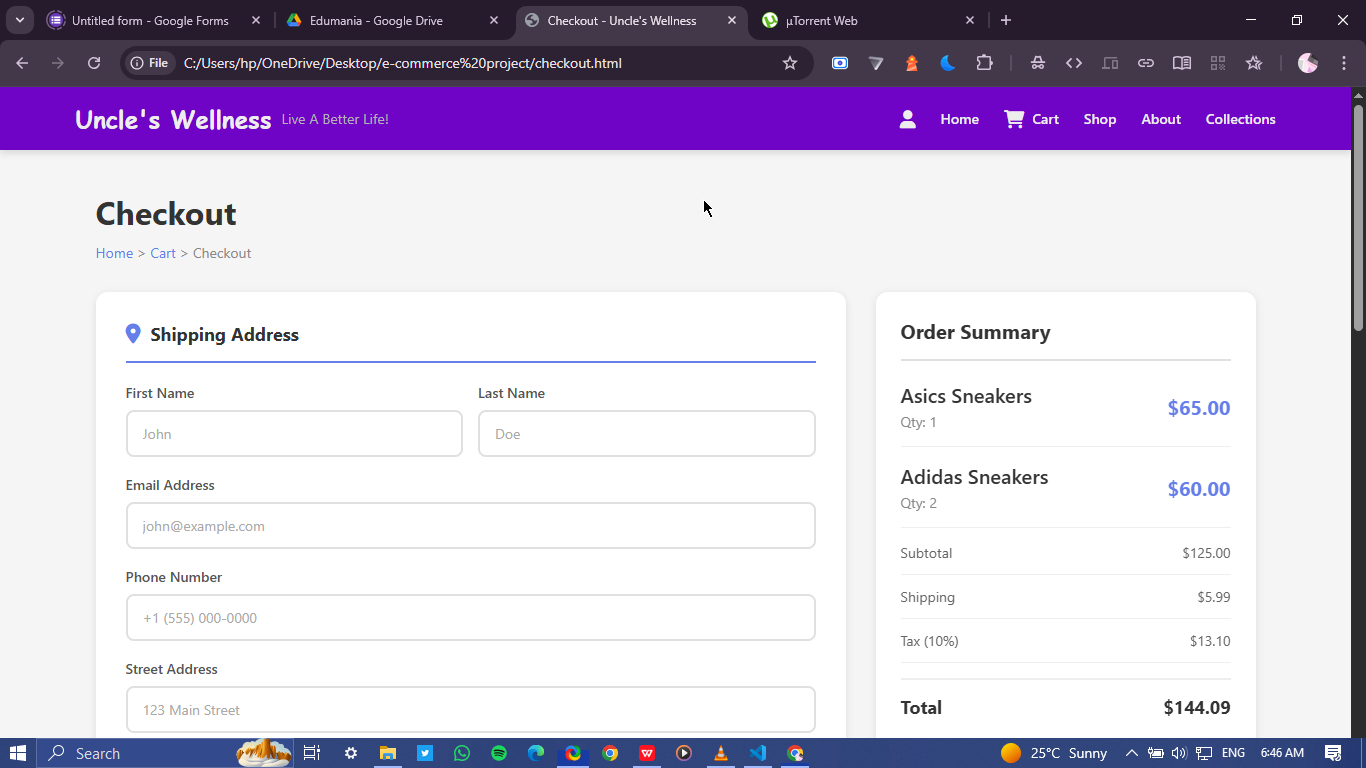 Untitled form - Google Forms
Edumania - Google Drive
Checkout - Uncle's Wellness
µTorrent Web
File C:/Users/hp/OneDrive/Desktop/e-commerce%20project/checkout.html
Uncle's Wellness Live A Better Life!
Home Cart Shop About Collections
Checkout
Home > Cart > Checkout
Shipping Address
First Name Last Name
John Doe
Email Address
john@example.com
Phone Number
+1 (555) 000-0000
Street Address
123 Main Street
Order Summary
Asics Sneakers $65.00
Qty: 1
Adidas Sneakers $60.00
Qty: 2
Subtotal $125.00
Shipping $5.99
Tax (10%) $13.10
Total $144.09
Search
25°C Sunny
ENG
6:46 AM